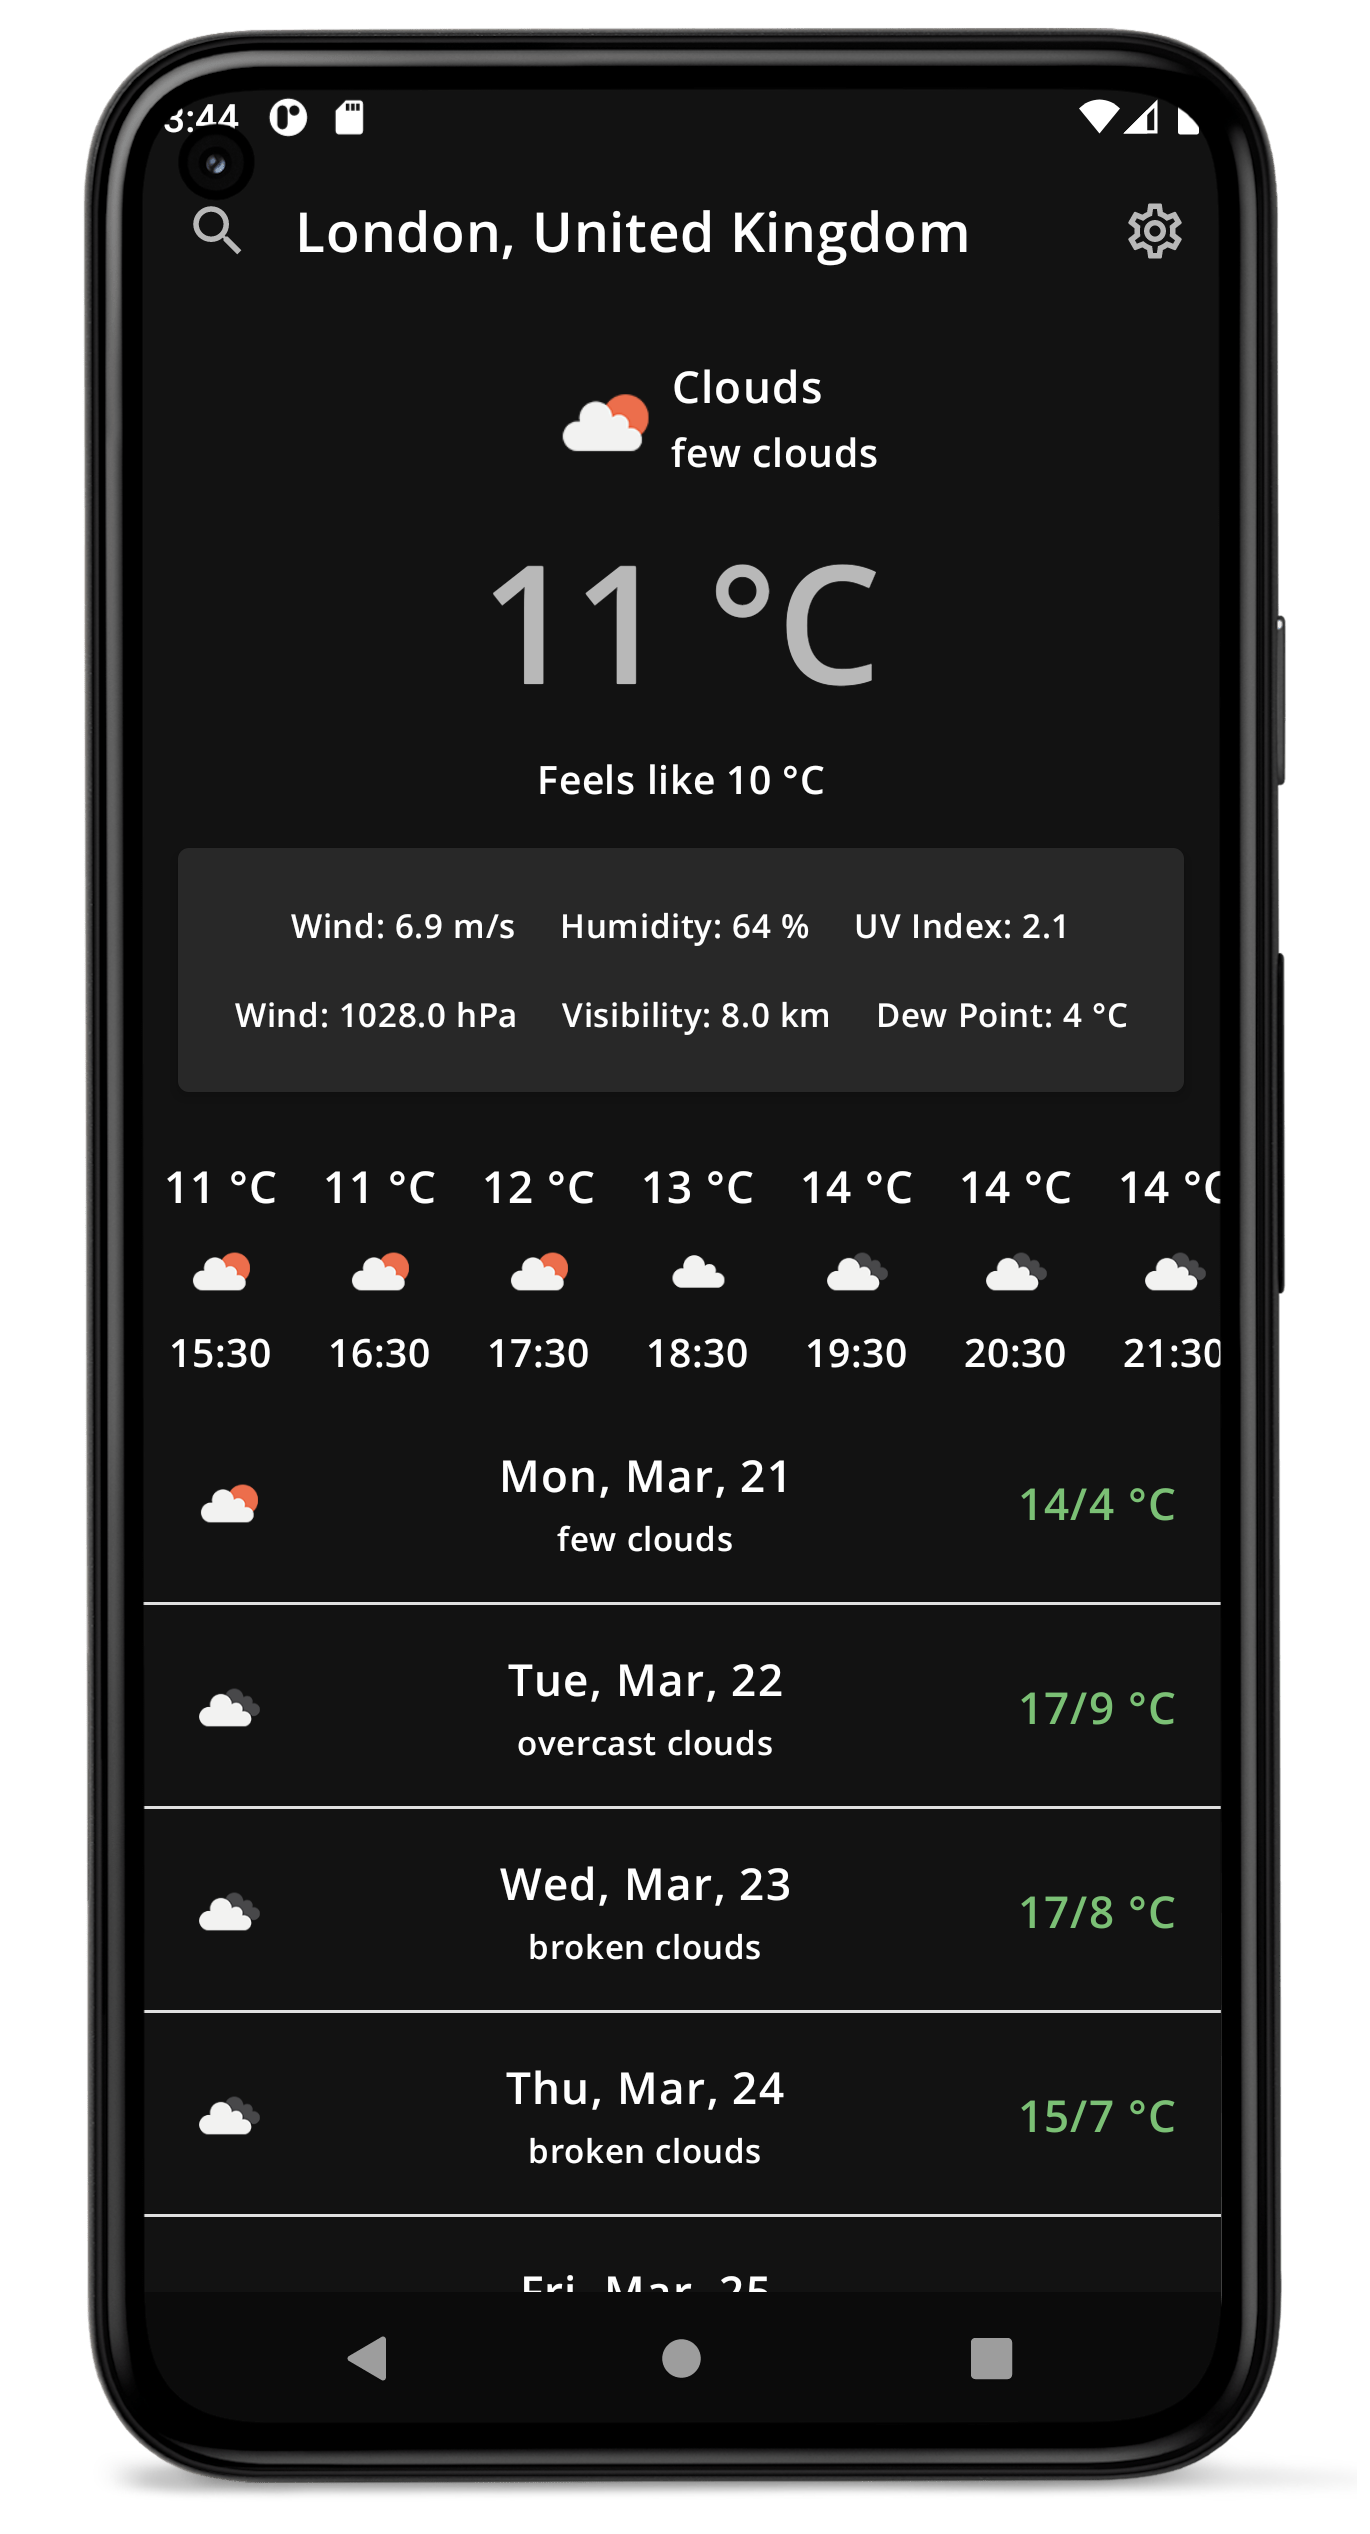 3:44
London, United Kingdom
Clouds
few clouds
11 °C
Feels like 10 °C
Wind: 6.9 m/s Humidity: 64 % UV Index: 2.1
Wind: 1028.0 hPa Visibility: 8.0 km Dew Point: 4 °C
11 °C 11 °C 12 °C 13 °C 14 °C 14 °C 14 °C
15:30 16:30 17:30 18:30 19:30 20:30 21:30
Mon, Mar, 21
few clouds
14/4 °C
Tue, Mar, 22
overcast clouds
17/9 °C
Wed, Mar, 23
broken clouds
17/8 °C
Thu, Mar, 24
broken clouds
15/7 °C
Fri, Mar, 25